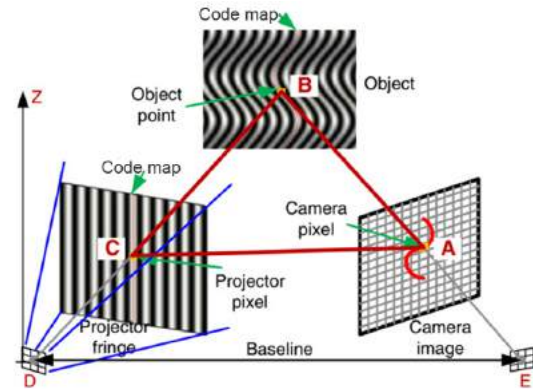 Code map
B
Object
Object
point
Z
Code map
Camera
pixel
C
A
Projector
pixel
Projector
fringe
Baseline
Camera
image
D
E